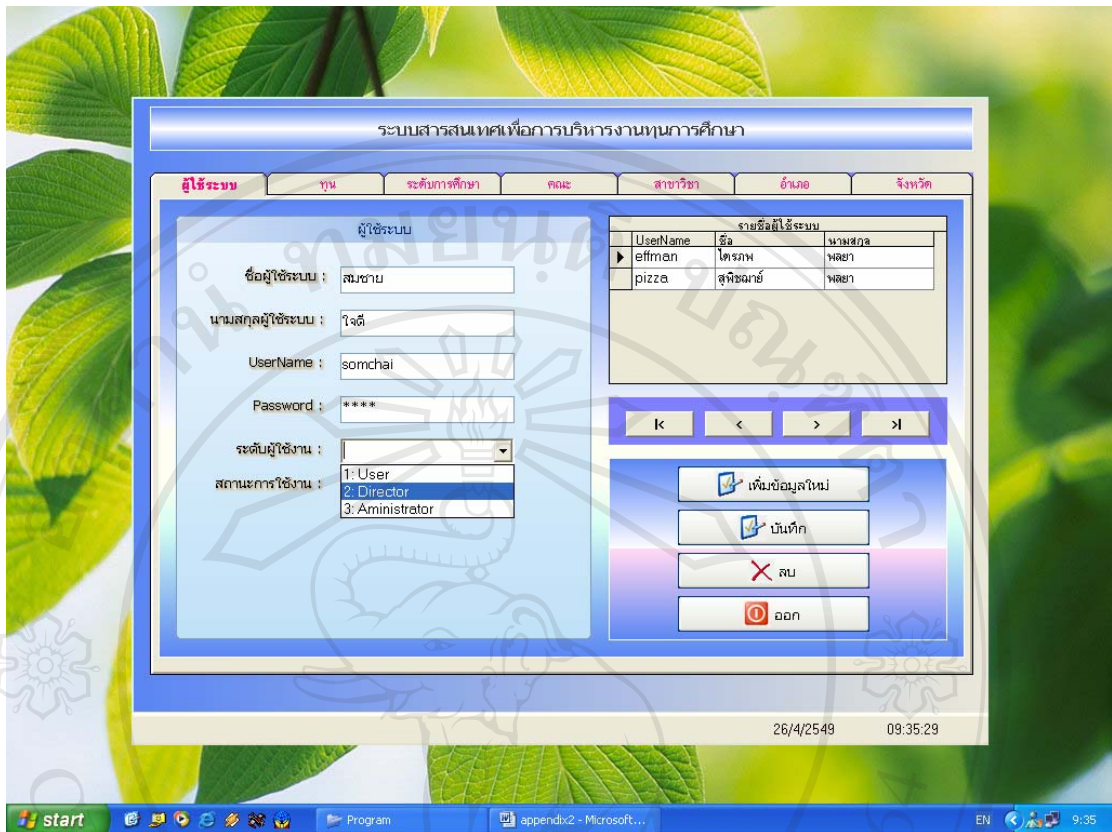 ระบบสารสนเทศเพื่อการบริหารงานทุนการศึกษา
ผู้ใช้ระบบ ทุน ระดับการศึกษา คณะ สาขาวิชา อำเภอ จังหวัด
ผู้ใช้ระบบ
ชื่อผู้ใช้ระบบ : สมชาย
นามสกุลผู้ใช้ระบบ : ใจดี
UserName : somchai
Password : ****
ระดับผู้ใช้งาน :
สถานะการใช้งาน :
1: User
2: Director
3: Aministrator
รายชื่อผู้ใช้ระบบ
UserName ชื่อ นามสกุล
effman ไตรภพ พลยา
pizza สุพิชฌาย์ พลยา
|< < > >|
เพิ่มข้อมูลใหม่
บันทึก
ลบ
ออก
26/4/2549 09:35:29
start Program appendix2 - Microsoft... EN 9:35